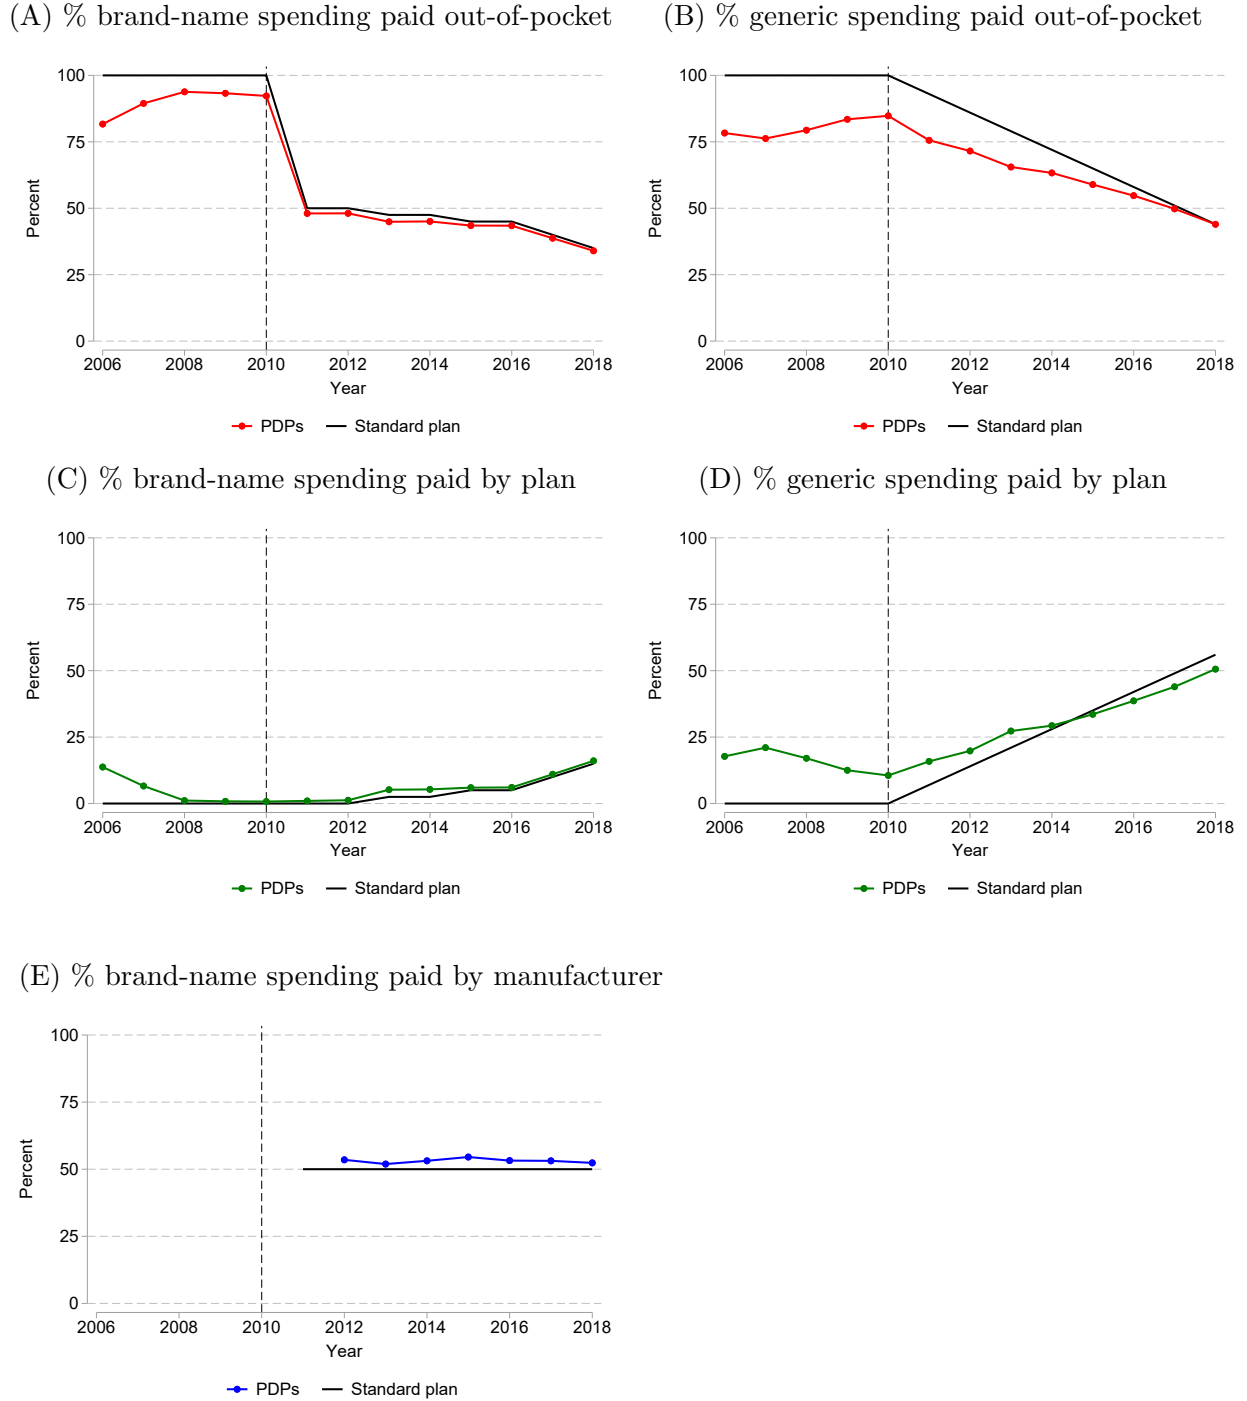 (A) % brand-name spending paid out-of-pocket
100
75
50
25
0
Percent
2006 2008 2010 2012 2014 2016 2018
Year
PDPs Standard plan
(B) % generic spending paid out-of-pocket
100
75
50
25
0
Percent
2006 2008 2010 2012 2014 2016 2018
Year
PDPs Standard plan
(C) % brand-name spending paid by plan
100
75
50
25
0
Percent
2006 2008 2010 2012 2014 2016 2018
Year
PDPs Standard plan
(D) % generic spending paid by plan
100
75
50
25
0
Percent
2006 2008 2010 2012 2014 2016 2018
Year
PDPs Standard plan
(E) % brand-name spending paid by manufacturer
100
75
50
25
0
Percent
2006 2008 2010 2012 2014 2016 2018
Year
PDPs Standard plan